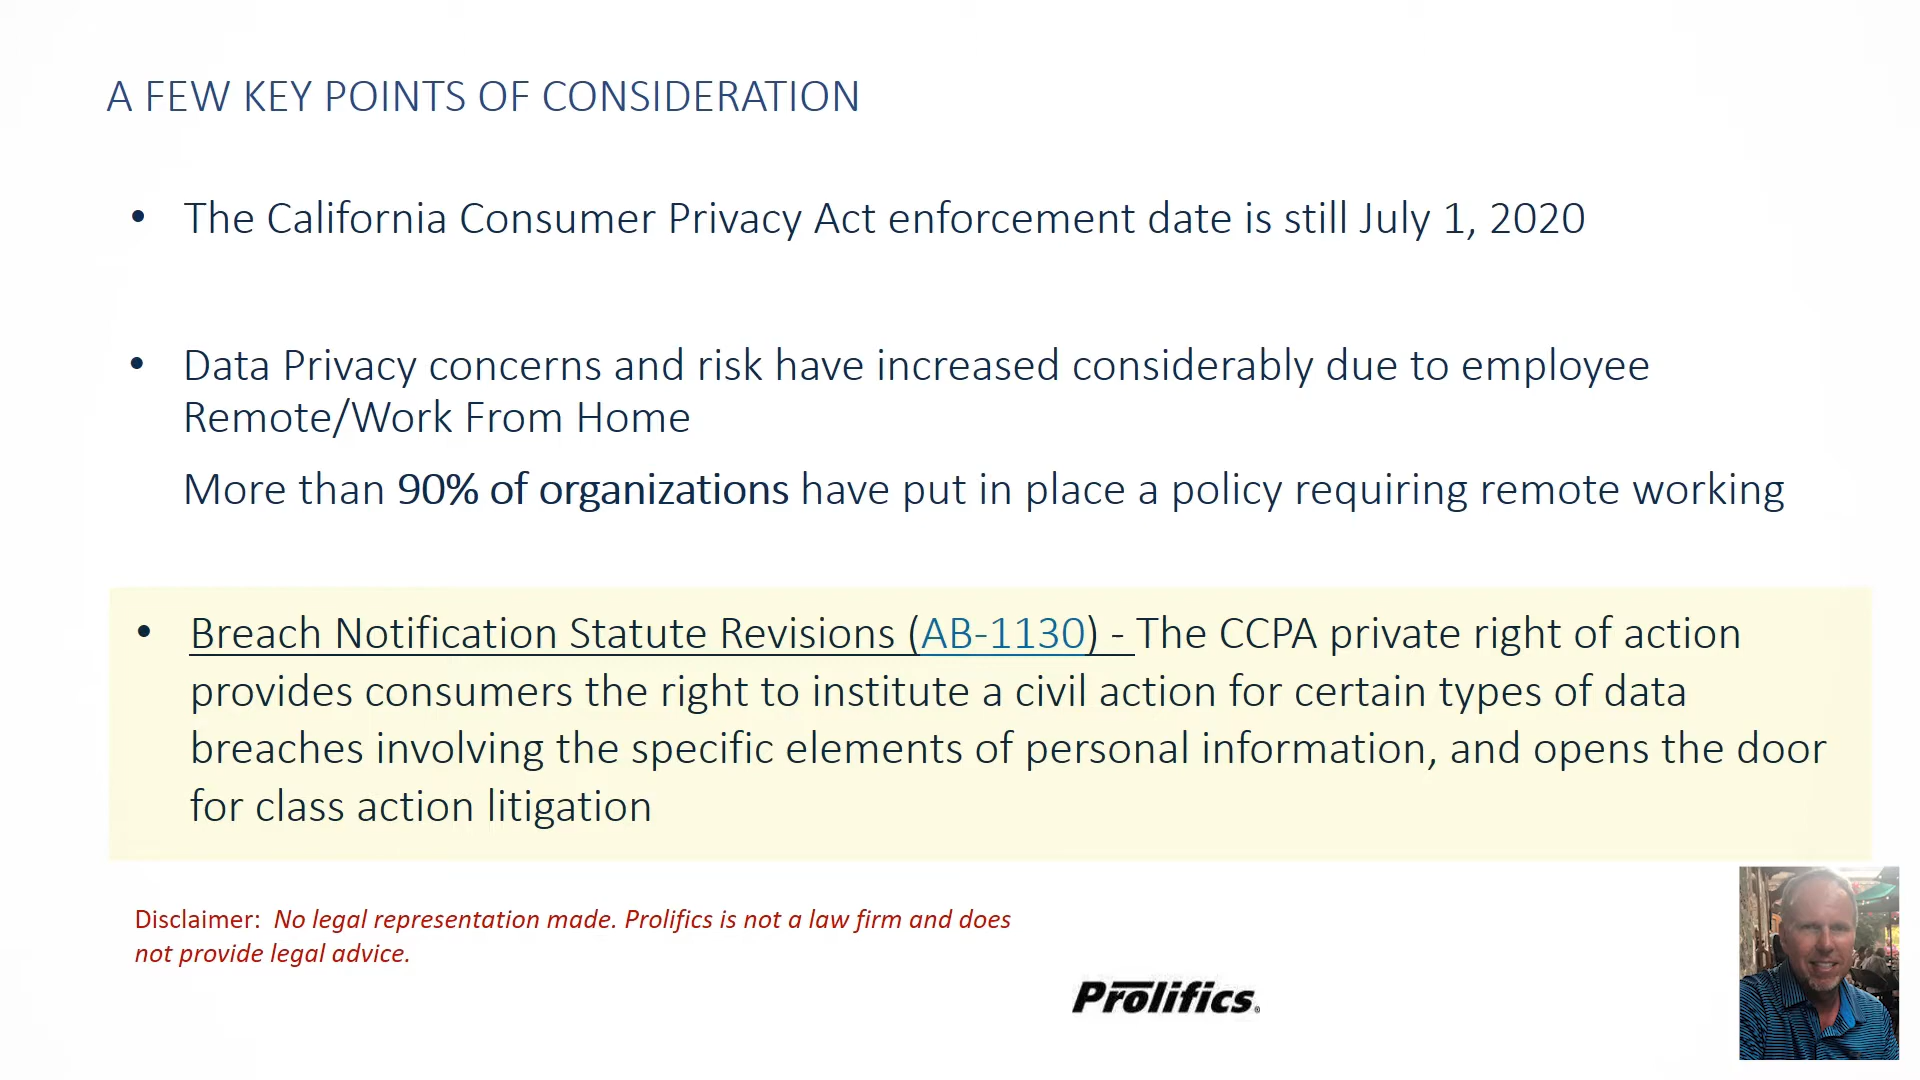 A FEW KEY POINTS OF CONSIDERATION
• The California Consumer Privacy Act enforcement date is still July 1, 2020
• Data Privacy concerns and risk have increased considerably due to employee
Remote/Work From Home
More than 90% of organizations have put in place a policy requiring remote working
• Breach Notification Statute Revisions (AB-1130) - The CCPA private right of action
provides consumers the right to institute a civil action for certain types of data
breaches involving the specific elements of personal information, and opens the door
for class action litigation
Disclaimer: No legal representation made. Prolifics is not a law firm and does
not provide legal advice.
Prolifics®